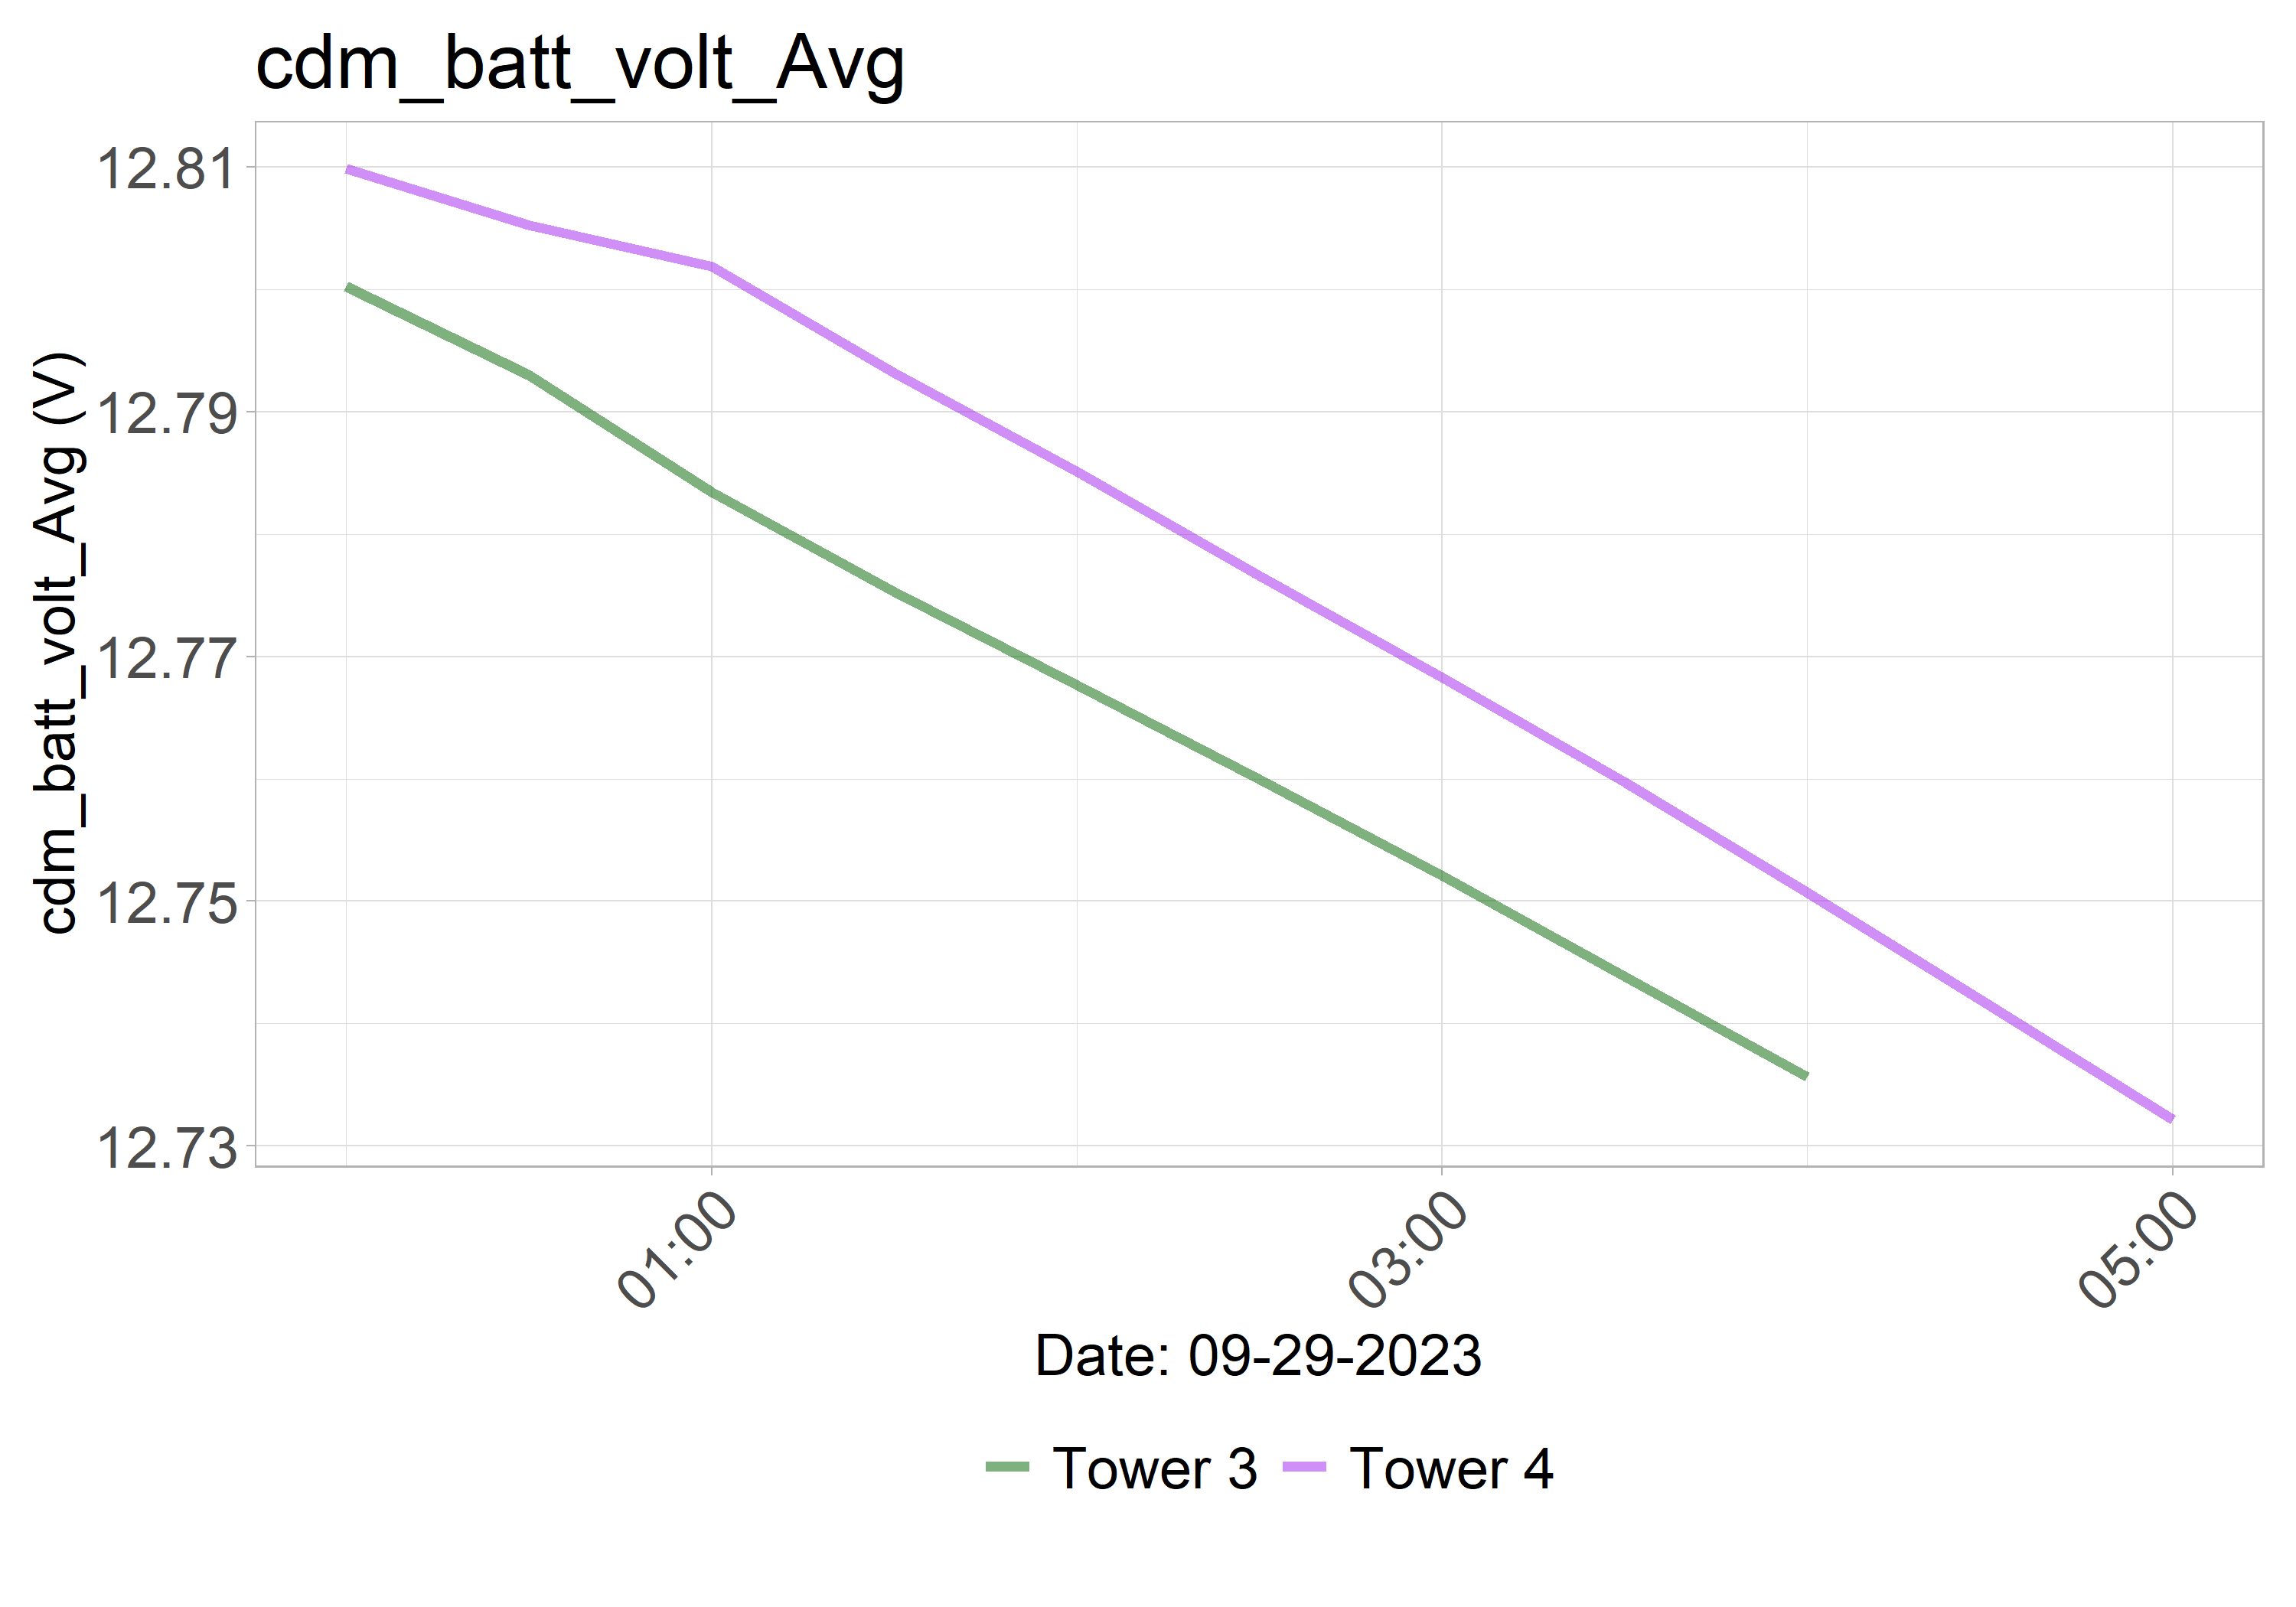 cdm_batt_volt_Avg
cdm_batt_volt_Avg (V)
12.81
12.79
12.77
12.75
12.73
01:00
03:00
05:00
Date: 09-29-2023
Tower 3
Tower 4